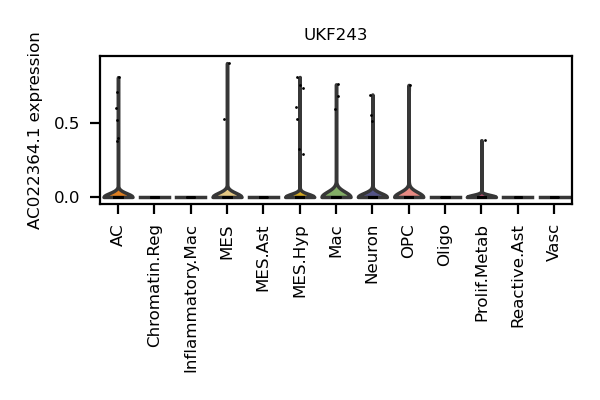 UKF243
AC022364.1 expression
0.5
0.0
AC
Chromatin.Reg
Inflammatory.Mac
MES
MES.Ast
MES.Hyp
Mac
Neuron
OPC
Oligo
Prolif.Metab
Reactive.Ast
Vasc